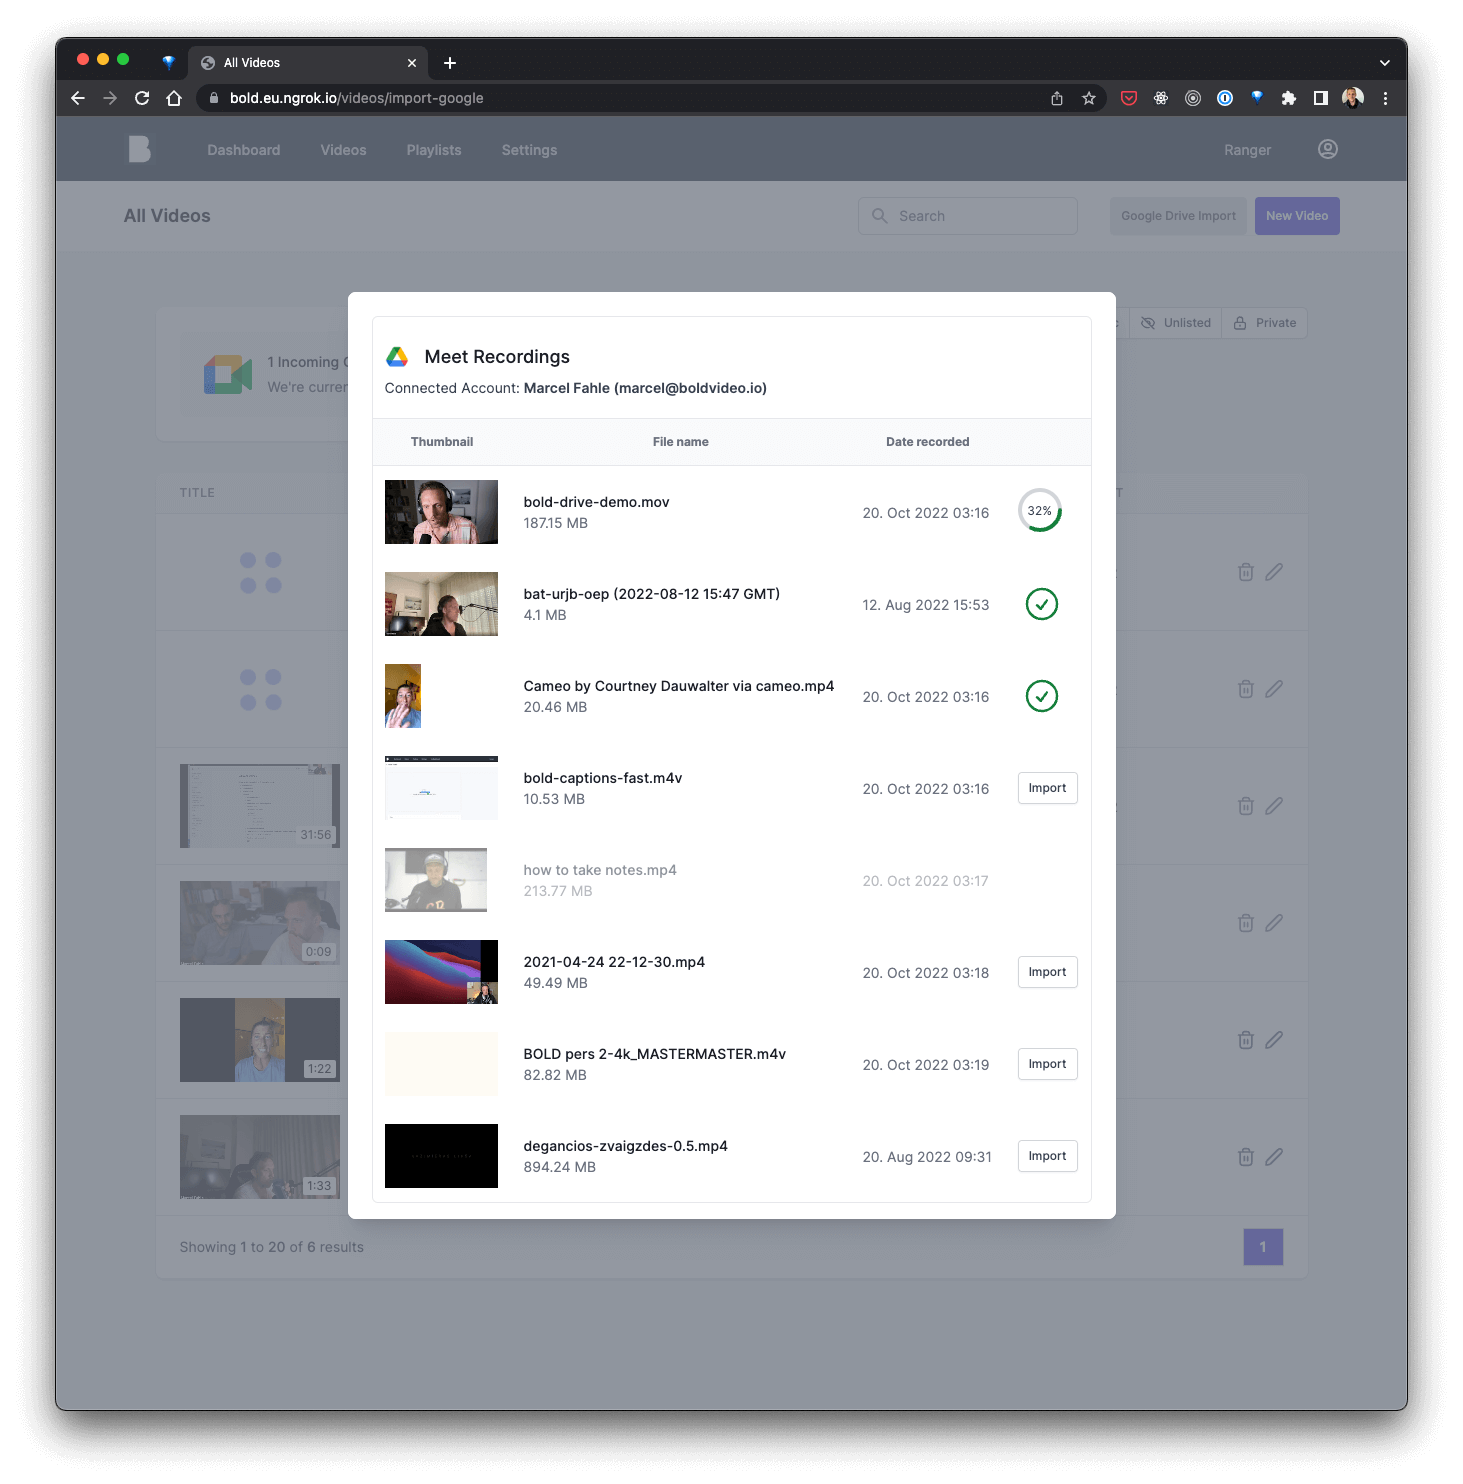 All Videos
bold.eu.ngrok.io/videos/import-google
Dashboard
Videos
Playlists
Settings
Ranger
All Videos
Search
Google Drive Import
New Video
1 Incoming
We're curren
Unlisted
Private
Meet Recordings
Connected Account: Marcel Fahle (marcel@boldvideo.io)
Thumbnail
File name
Date recorded
TITLE
bold-drive-demo.mov
187.15 MB
20. Oct 2022 03:16
32%
bat-urjb-oep (2022-08-12 15:47 GMT)
4.1 MB
12. Aug 2022 15:53
Cameo by Courtney Dauwalter via cameo.mp4
20.46 MB
20. Oct 2022 03:16
bold-captions-fast.m4v
10.53 MB
20. Oct 2022 03:16
Import
31:56
how to take notes.mp4
213.77 MB
20. Oct 2022 03:17
0:09
2021-04-24 22-12-30.mp4
49.49 MB
20. Oct 2022 03:18
Import
BOLD pers 2-4k_MASTERMASTER.m4v
82.82 MB
20. Oct 2022 03:19
Import
1:22
degancios-zvaigzdes-0.5.mp4
894.24 MB
20. Aug 2022 09:31
Import
1:33
Showing 1 to 20 of 6 results
1